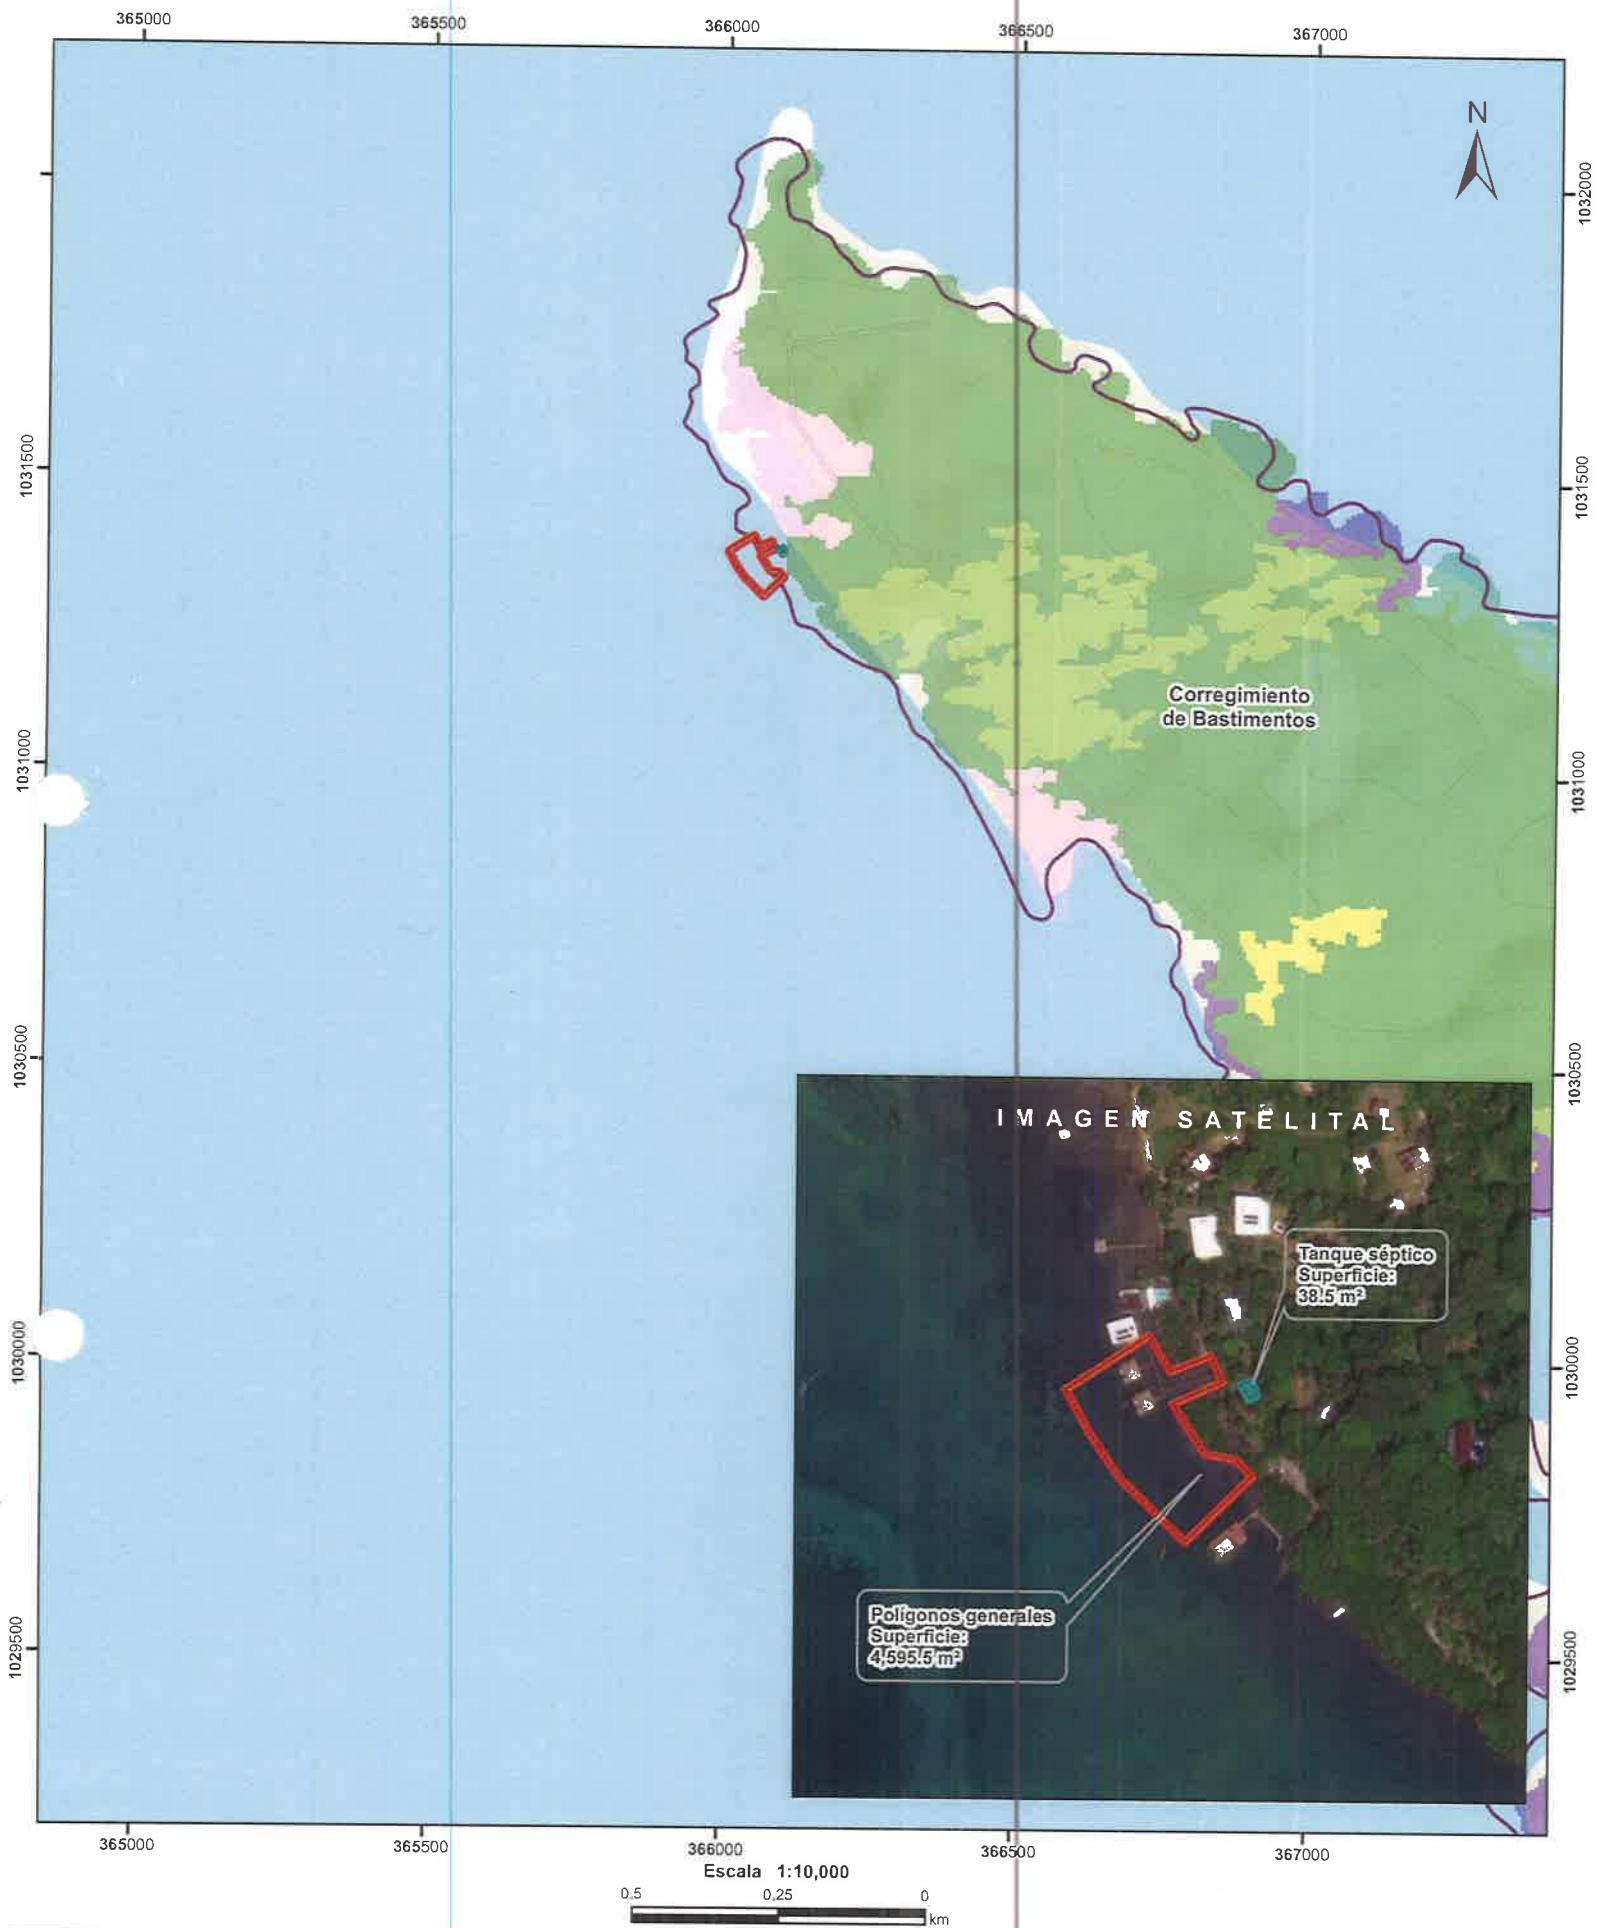 365000
365500
366000
366500
367000
N
1032000
1031500
1031500
Corregimiento
de Bastimentos
1031000
1031000
1030500
1030500
IMAGEN SATELITAL
Tanque séptico
Superficie:
38.5 m²
1030000
1030000
Polígonos generales
Superficie:
4,595.5 m²
1029500
1029500
365000
365500
366000
366500
367000
Escala 1:10,000
0.5
0.25
0
km